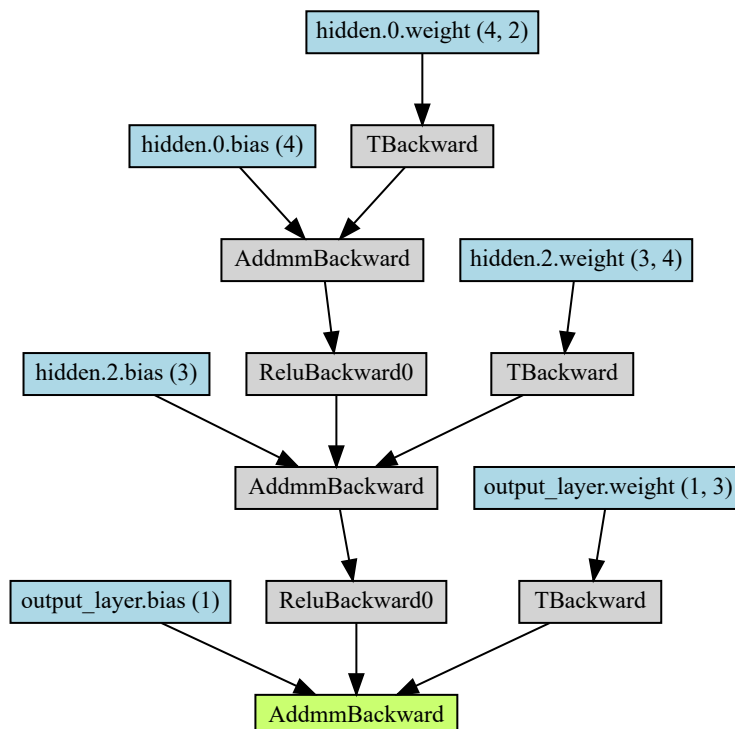 hidden.0.weight (4, 2)
hidden.0.bias (4)
TBackward
AddmmBackward
hidden.2.weight (3, 4)
hidden.2.bias (3)
ReluBackward0
TBackward
AddmmBackward
output_layer.weight (1, 3)
output_layer.bias (1)
ReluBackward0
TBackward
AddmmBackward